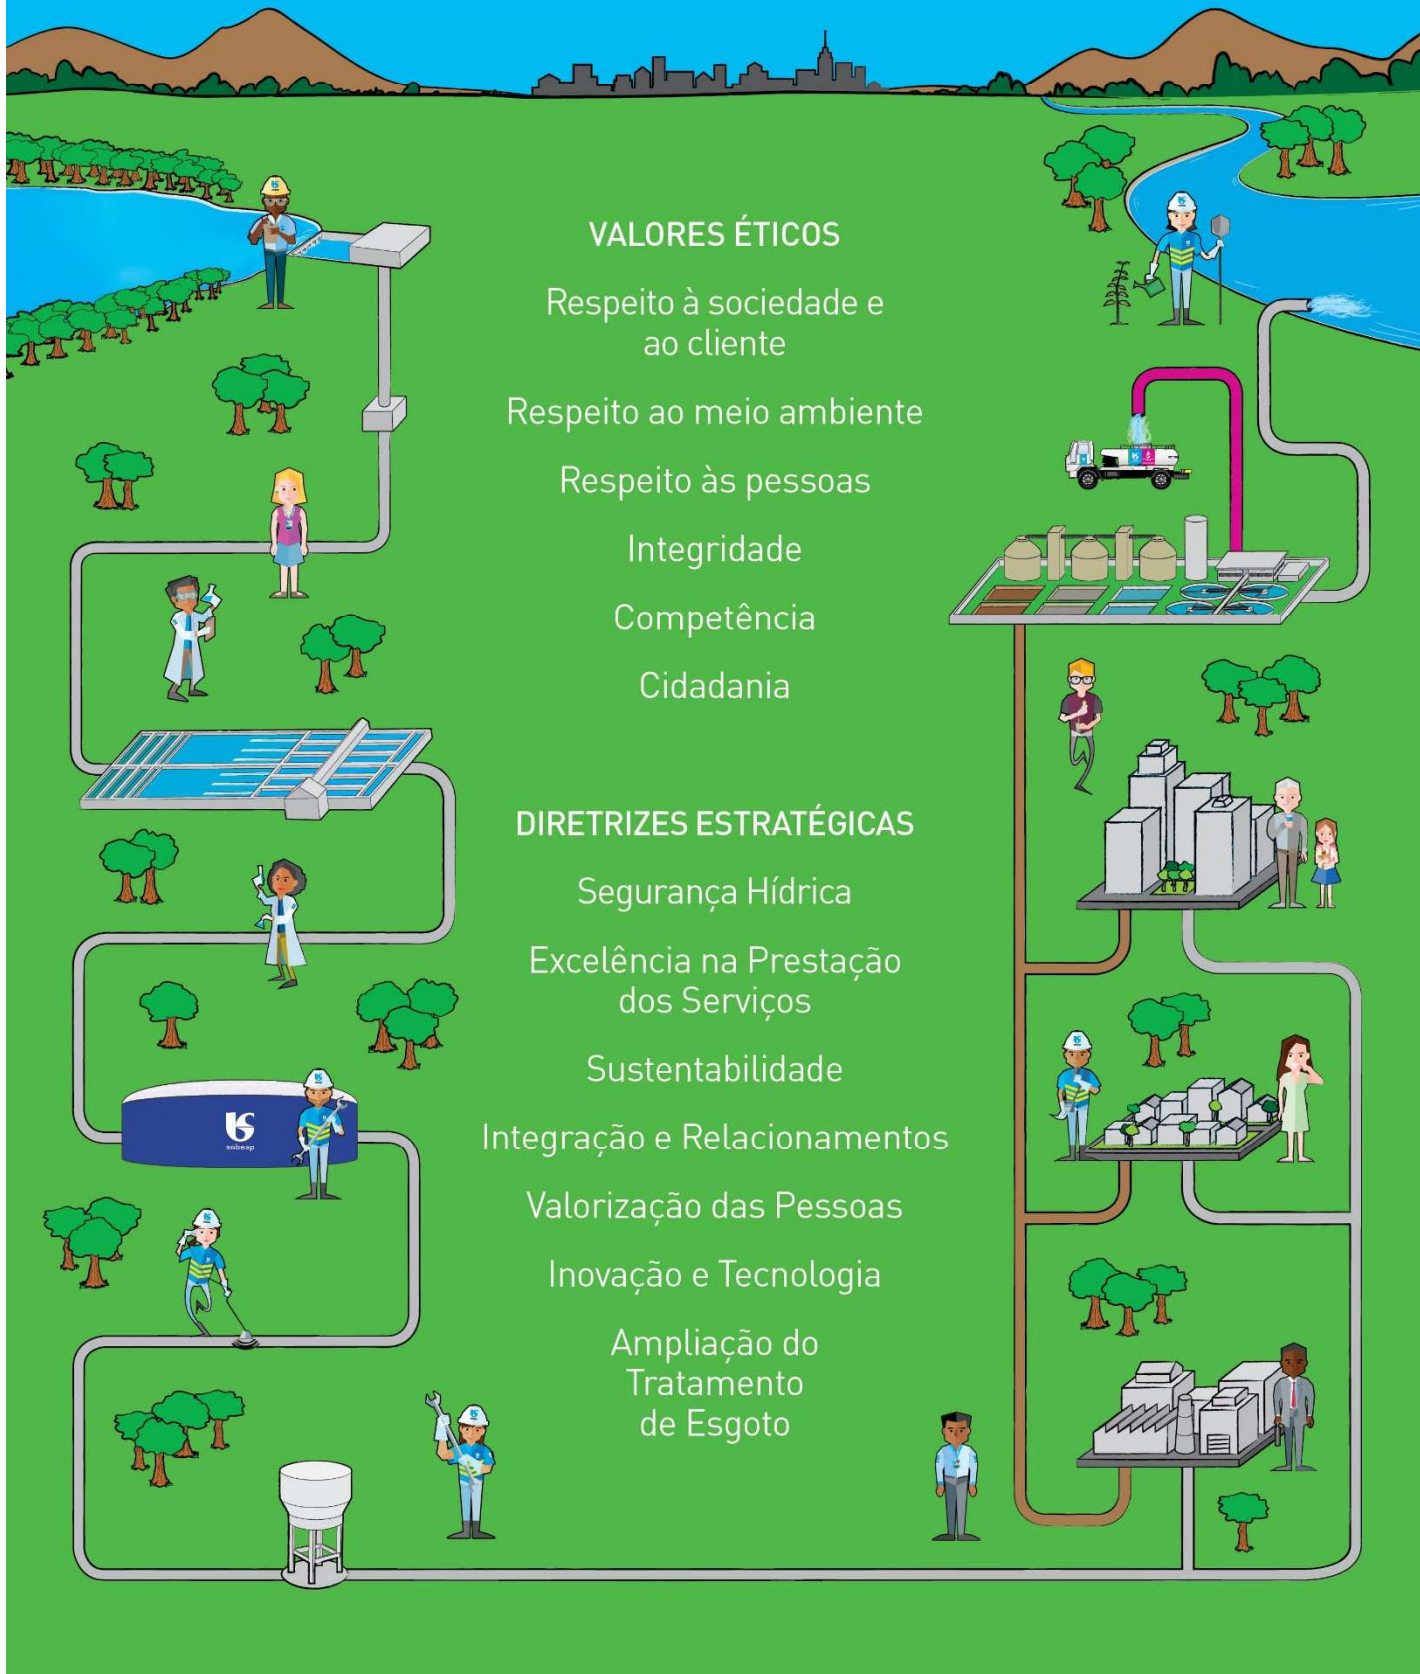 VALORES ÉTICOS
Respeito à sociedade e
ao cliente
Respeito ao meio ambiente
Respeito às pessoas
Integridade
Competência
Cidadania
DIRETRIZES ESTRATÉGICAS
Segurança Hídrica
Excelência na Prestação
dos Serviços
Sustentabilidade
Integração e Relacionamentos
Valorização das Pessoas
Inovação e Tecnologia
Ampliação do
Tratamento
de Esgoto
sabesp